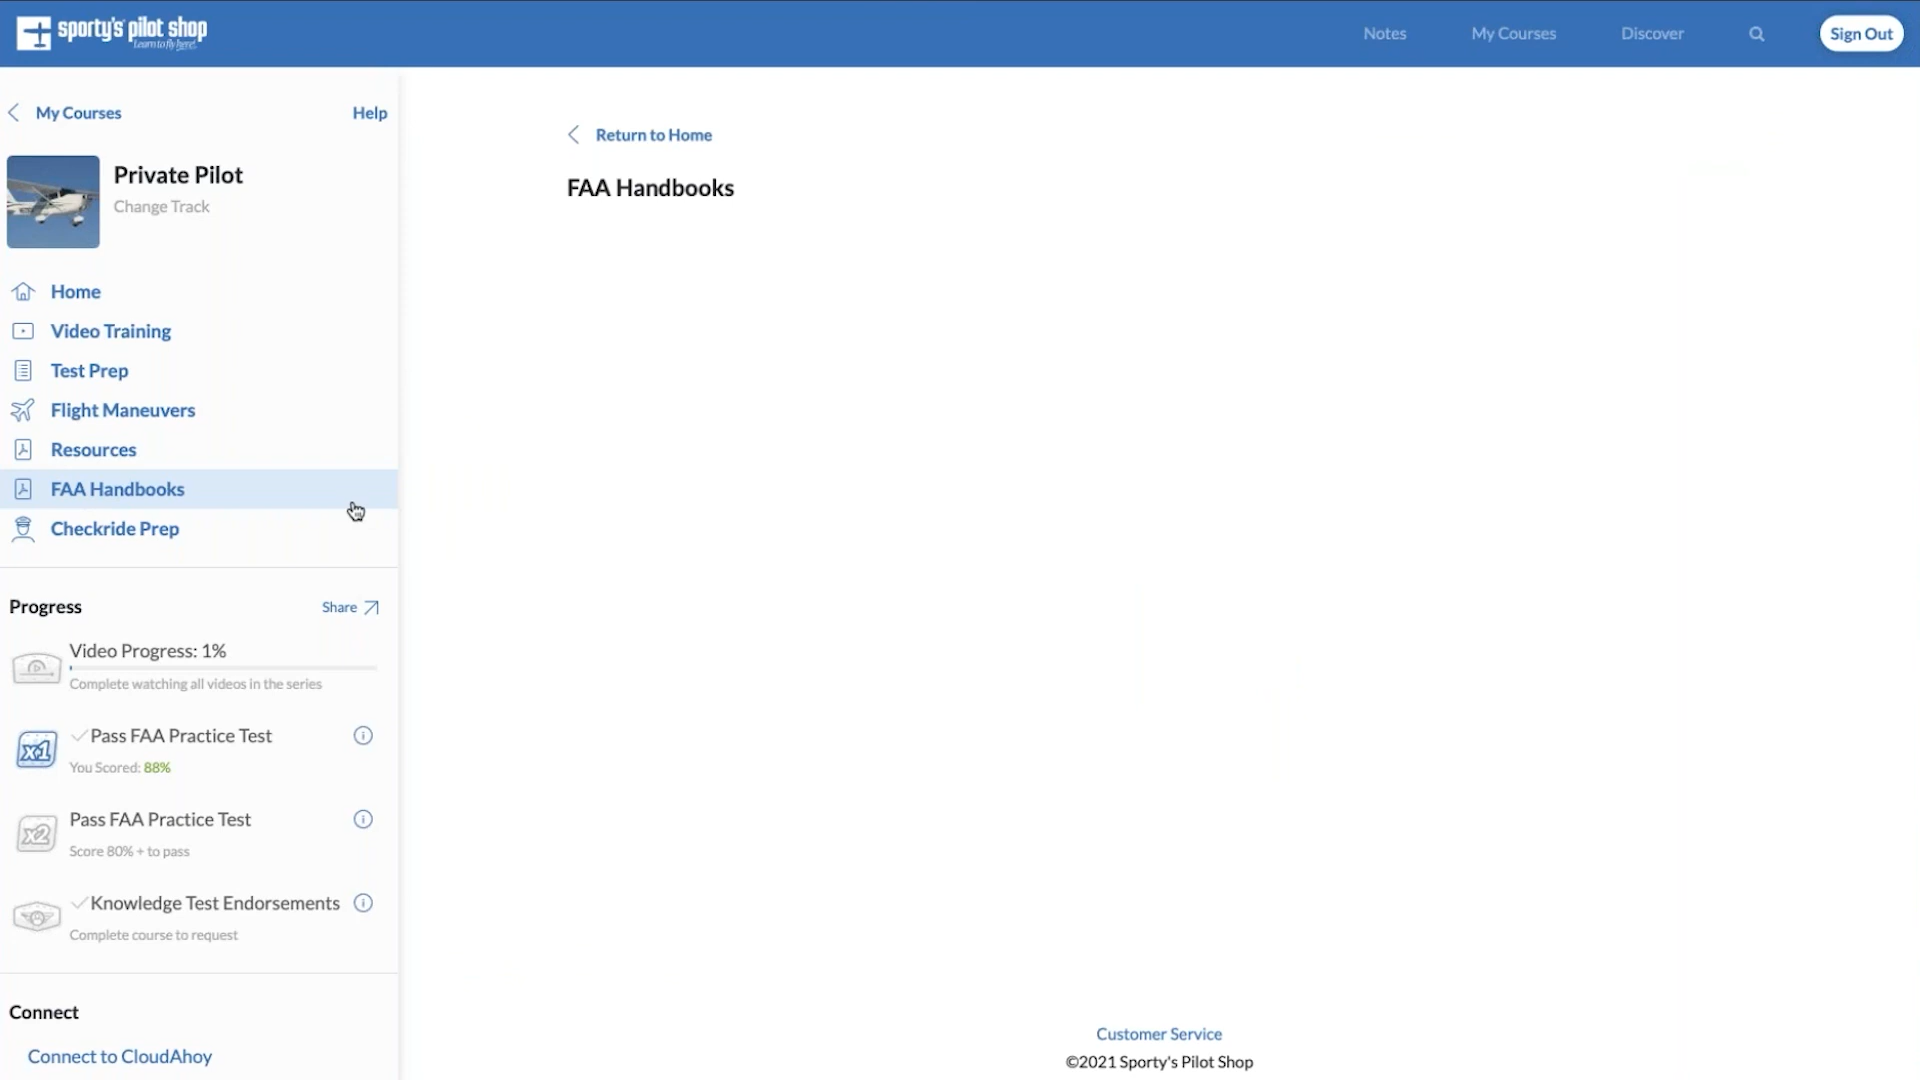 sporty's pilot shop
Learn to fly here!
Notes
My Courses
Discover
Sign Out
My Courses
Help
Private Pilot
Change Track
Home
Video Training
Test Prep
Flight Maneuvers
Resources
FAA Handbooks
Checkride Prep
Progress
Share
Video Progress: 1%
Complete watching all videos in the series
x1
Pass FAA Practice Test
You Scored: 88%
x2
Pass FAA Practice Test
Score 80% + to pass
Knowledge Test Endorsements
Complete course to request
Connect
Connect to CloudAhoy
Return to Home
FAA Handbooks
Customer Service
©2021 Sporty's Pilot Shop